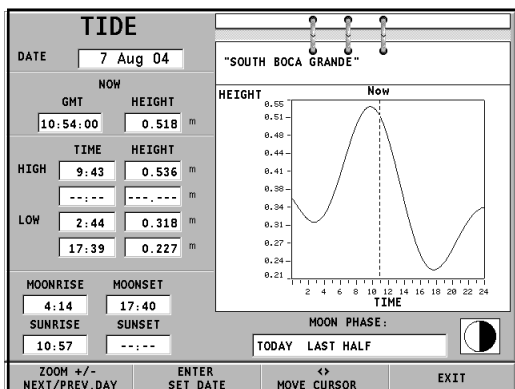 TIDE
DATE 7 Aug 04
NOW
GMT HEIGHT
10:54:00 0.518 m
TIME HEIGHT
HIGH 9:43 0.536 m
--:-- ---.--- m
LOW 2:44 0.318 m
17:39 0.227 m
MOONRISE MOONSET
4:14 17:40
SUNRISE SUNSET
10:57 --:--
"SOUTH BOCA GRANDE"
HEIGHT Now
0.55
0.51
0.48
0.44
0.41
0.38
0.34
0.31
0.27
0.24
0.21
2 4 6 8 10 12 14 16 18 20 22 24
TIME
MOON PHASE:
TODAY LAST HALF
ZOOM +/- ENTER <> EXIT
NEXT/PREV.DAY SET DATE MOVE CURSOR